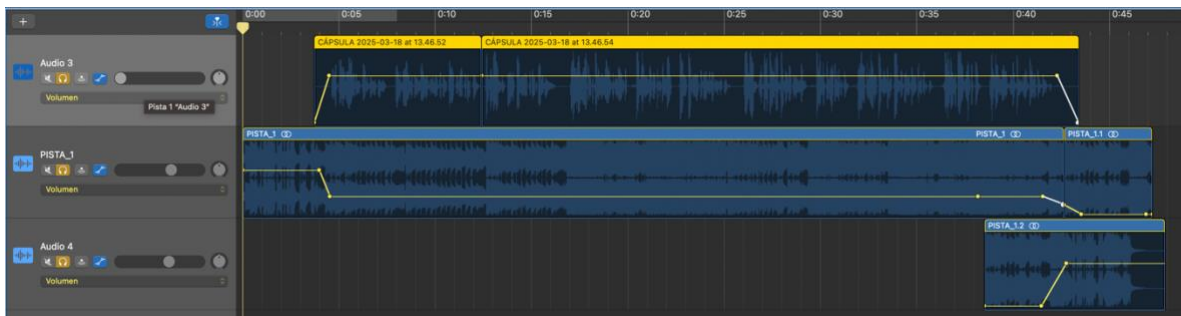 0:00 0:05 0:10 0:15 0:20 0:25 0:30 0:35 0:40 0:45
CÁPSULA 2025-03-18 at 13.46.52 CÁPSULA 2025-03-18 at 13.46.54
Audio 3
Volumen
Pista 1 "Audio 3"
PISTA_1 PISTA_1 PISTA_1.1
PISTA_1
Volumen
PISTA_1.2
Audio 4
Volumen